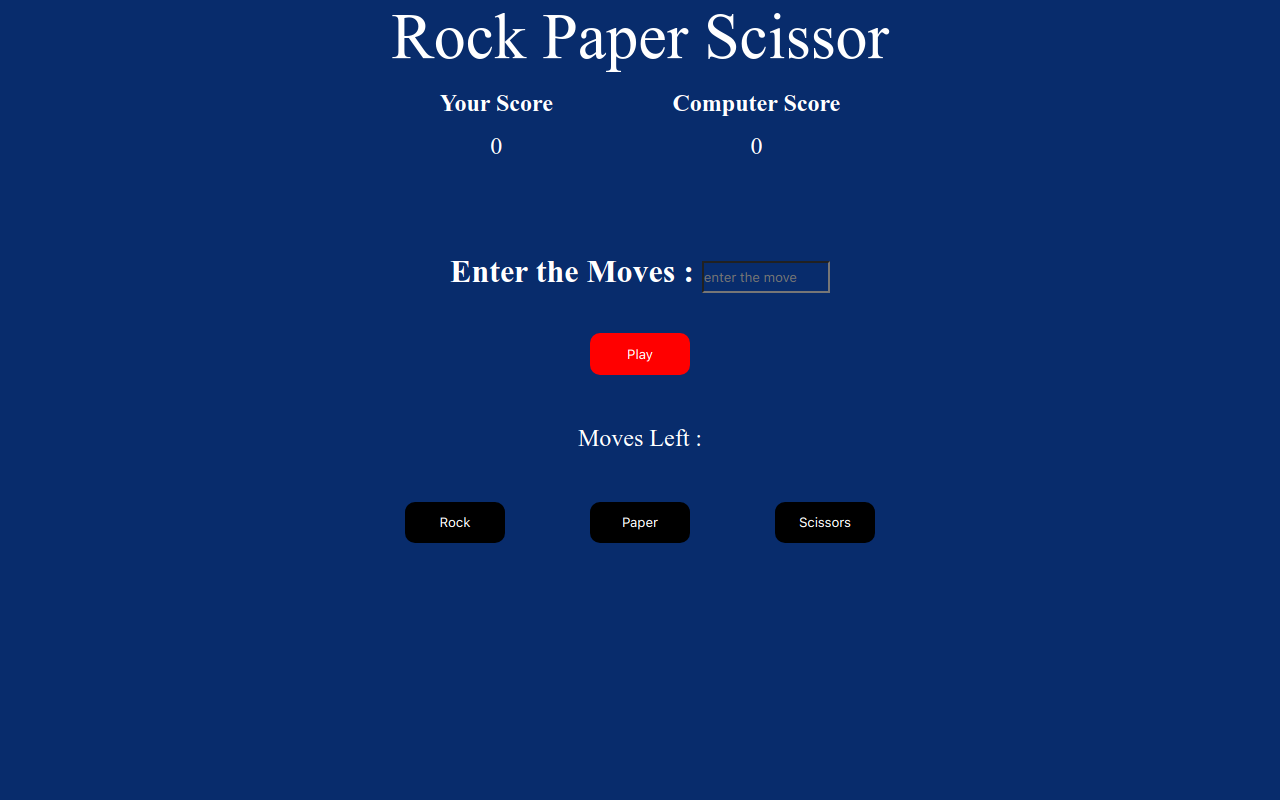 Rock Paper Scissor
Your Score
Computer Score
0
0
Enter the Moves :
enter the move
Play
Moves Left :
Rock
Paper
Scissors